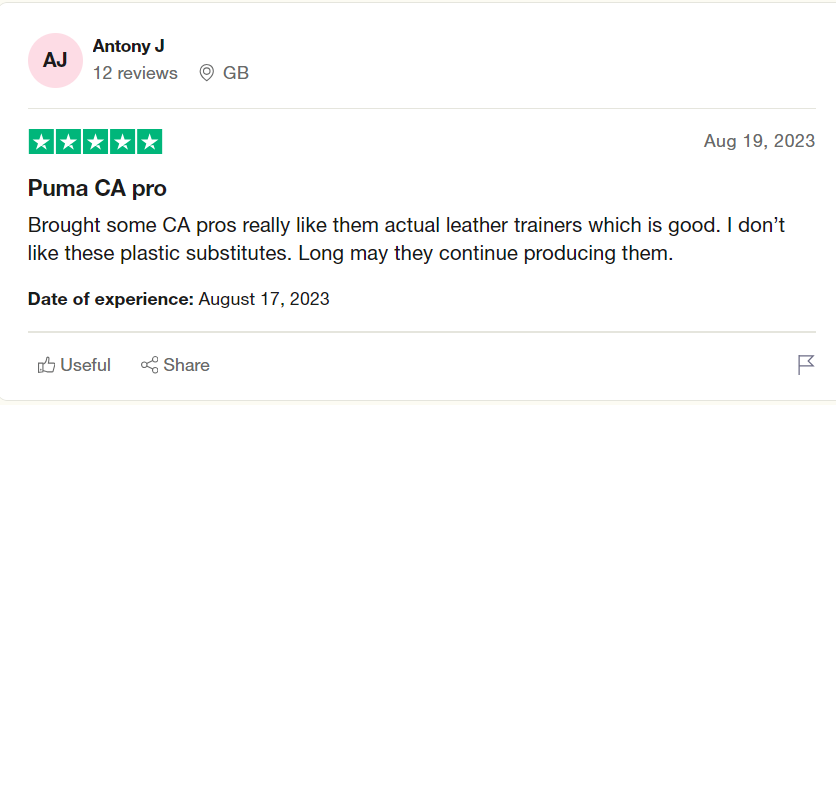 AJ
Antony J
12 reviews GB
Aug 19, 2023
Puma CA pro
Brought some CA pros really like them actual leather trainers which is good. I don’t
like these plastic substitutes. Long may they continue producing them.
Date of experience: August 17, 2023
Useful Share